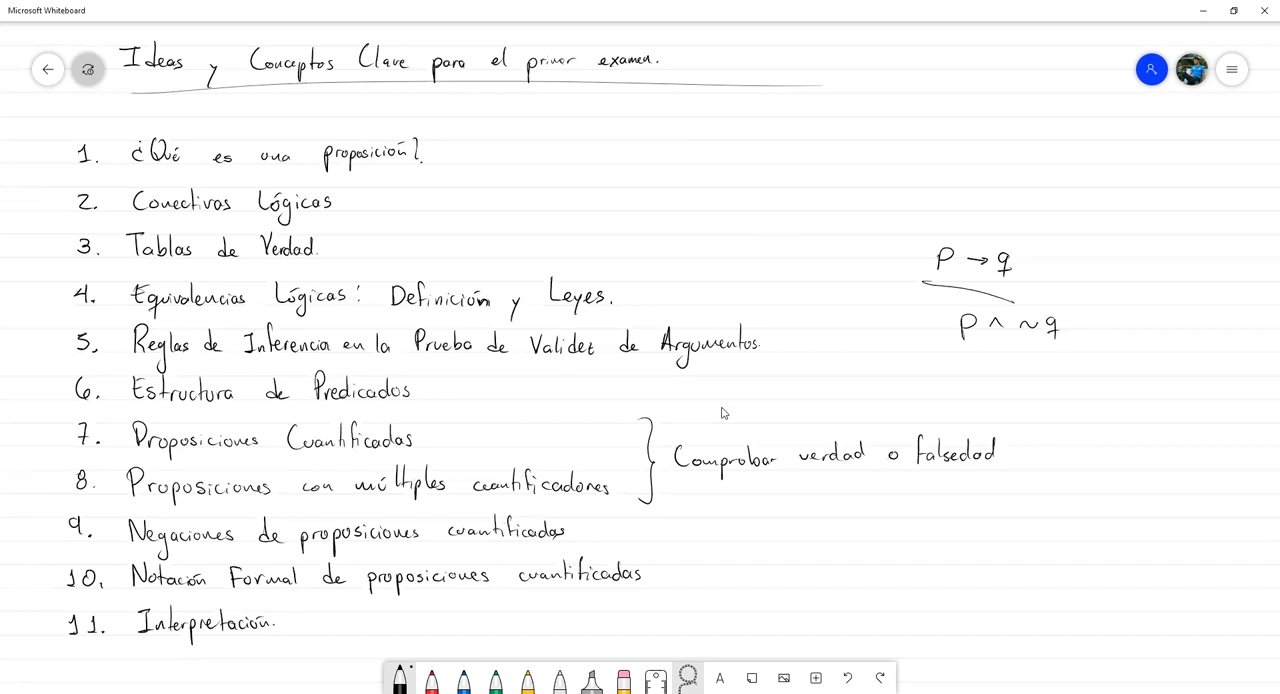 Microsoft Whiteboard
Ideas y Conceptos Clave para el primer examen.
1. ¿Qué es una proposición?.
2. Conectivas Lógicas
3. Tablas de Verdad.
4. Equivalencias Lógicas: Definición y Leyes.
5. Reglas de Inferencia en la Prueba de Validez de Argumentos.
6. Estructura de Predicados
7. Proposiciones Cuantificadas
8. Proposiciones con múltiples cuantificadores
Comprobar verdad o falsedad
9. Negaciones de proposiciones cuantificadas
10. Notación Formal de proposiciones cuantificadas
11. Interpretación.
P → q
P ∧ ~q
A